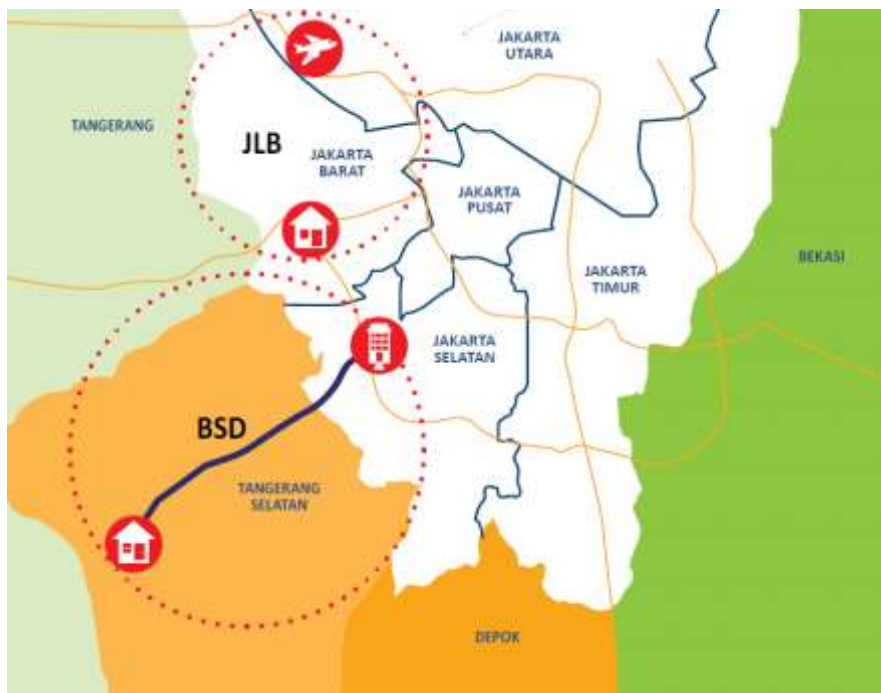 JAKARTA
UTARA
TANGERANG
JLB
JAKARTA
BARAT
JAKARTA
PUSAT
BEKASI
JAKARTA
TIMUR
JAKARTA
SELATAN
BSD
TANGERANG
SELATAN
DEPOK